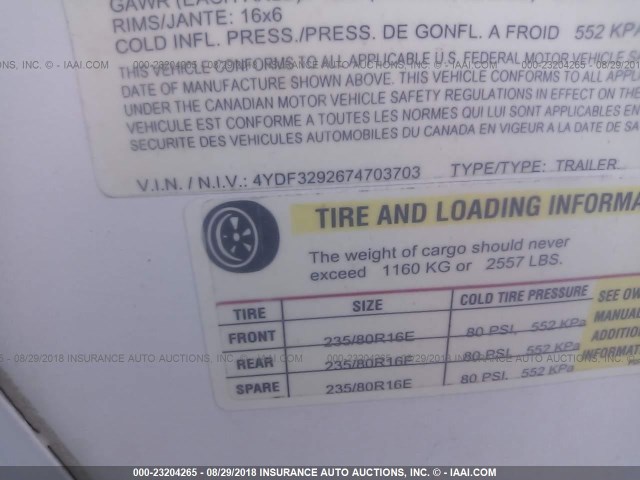 RIMS/JANTE: 16x6
COLD INFL. PRESS./PRESS. DE GONFL. A FROID 552 KPA
THIS VEHICLE CONFORMS TO ALL APPLICABLE U.S. FEDERAL MOTOR VEHICLE
DATE OF MANUFACTURE SHOWN ABOVE. THIS VEHICLE CONFORMS TO ALL
UNDER THE CANADIAN MOTOR VEHICLE SAFETY REGULATIONS IN EFFECT ON THE
VEHICULE EST CONFORME A TOUTES LES NORMES QUI LUI SONT APPLICABLES EN
SECURITE DES VEHICULES AUTOMOBILES DU CANADA EN VIGEUR A LA DATE DE
V.I.N. / N.I.V.: 4YDF3292674703703 TYPE/TYPE: TRAILER
TIRE AND LOADING
The weight of cargo should never
exceed 1160 KG or 2557 LBS.
TIRE SIZE COLD TIRE PRESSURE SEE
FRONT 235/80R16E 80 PSI, 552 KPa MANUAL
REAR 235/80R16E 80 PSI, 552 KPa
SPARE 235/80R16E 80 PSI, 552 KPa
000-23204265 - 08/29/2018 INSURANCE AUTO AUCTIONS, INC. - © IAAI.COM